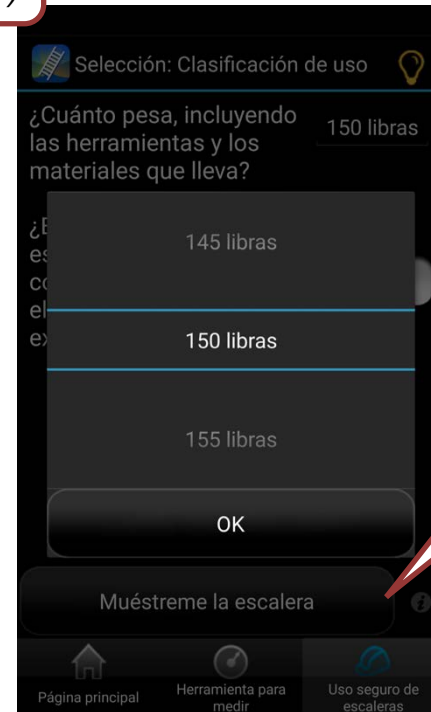 Selección: Clasificación de uso
¿Cuánto pesa, incluyendo
las herramientas y los
materiales que lleva?
150 libras
145 libras
150 libras
155 libras
OK
Muéstreme la escalera
Página principal
Herramienta para
medir
Uso seguro de
escaleras